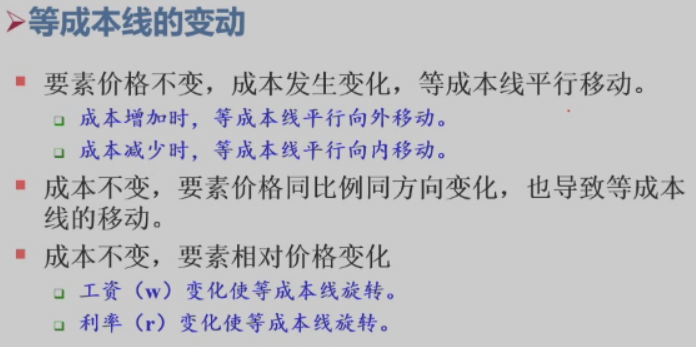 等成本线的变动
要素价格不变，成本发生变化，等成本线平行移动。
成本增加时，等成本线平行向外移动。
成本减少时，等成本线平行向内移动。
成本不变，要素价格同比例同方向变化，也导致等成本
线的移动。
成本不变，要素相对价格变化
工资（w）变化使等成本线旋转。
利率（r）变化使等成本线旋转。